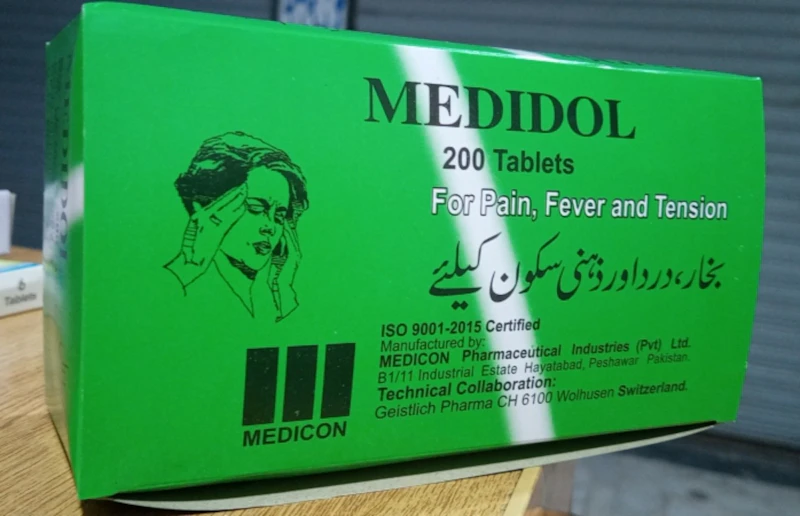 MEDIDOL
200 Tablets
For Pain, Fever and Tension
بخار، درد اور ذہنی سکون کیلئے
ISO 9001-2015 Certified
Manufactured by:
MEDICON Pharmaceutical Industries (Pvt) Ltd.
B1/11 Industrial Estate Hayatabad, Peshawar Pakistan.
Technical Collaboration:
Geistlich Pharma CH 6100 Wolhusen Switzerland.
MEDICON
6
Tablets